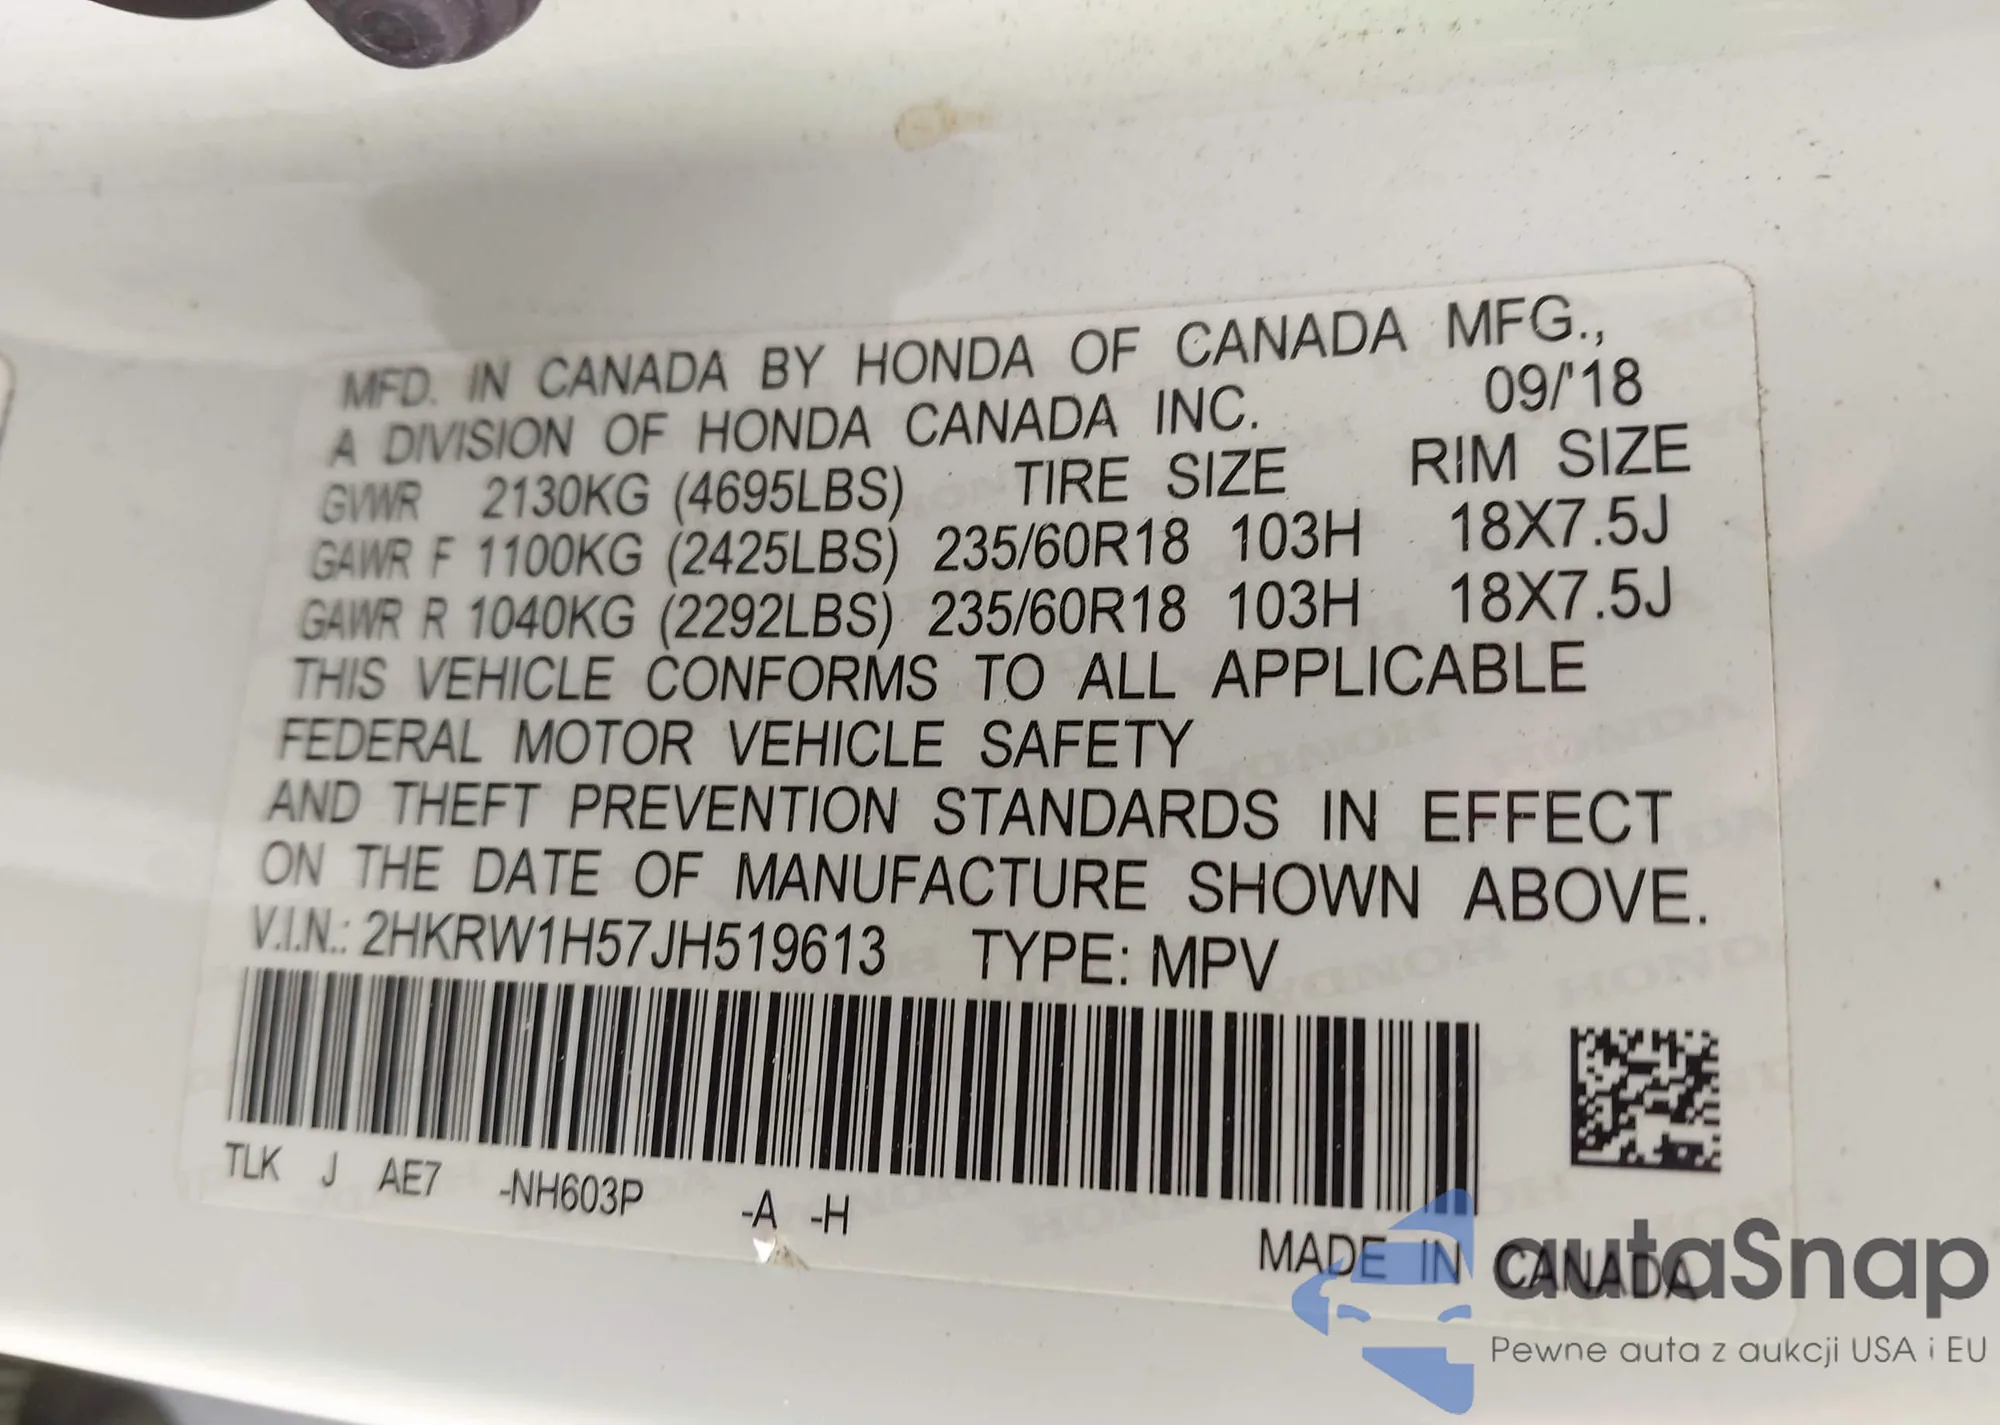 MFD. IN CANADA BY HONDA OF CANADA MFG.,
A DIVISION OF HONDA CANADA INC. 09/'18
GVWR 2130KG (4695LBS) TIRE SIZE RIM SIZE
GAWR F 1100KG (2425LBS) 235/60R18 103H 18X7.5J
GAWR R 1040KG (2292LBS) 235/60R18 103H 18X7.5J
THIS VEHICLE CONFORMS TO ALL APPLICABLE
FEDERAL MOTOR VEHICLE SAFETY
AND THEFT PREVENTION STANDARDS IN EFFECT
ON THE DATE OF MANUFACTURE SHOWN ABOVE.
V.I.N.: 2HKRW1H57JH519613 TYPE: MPV
TLK J AE7 -NH603P -A -H
MADE IN CANADA
autaSnap
Pewne auta z aukcji USA i EU